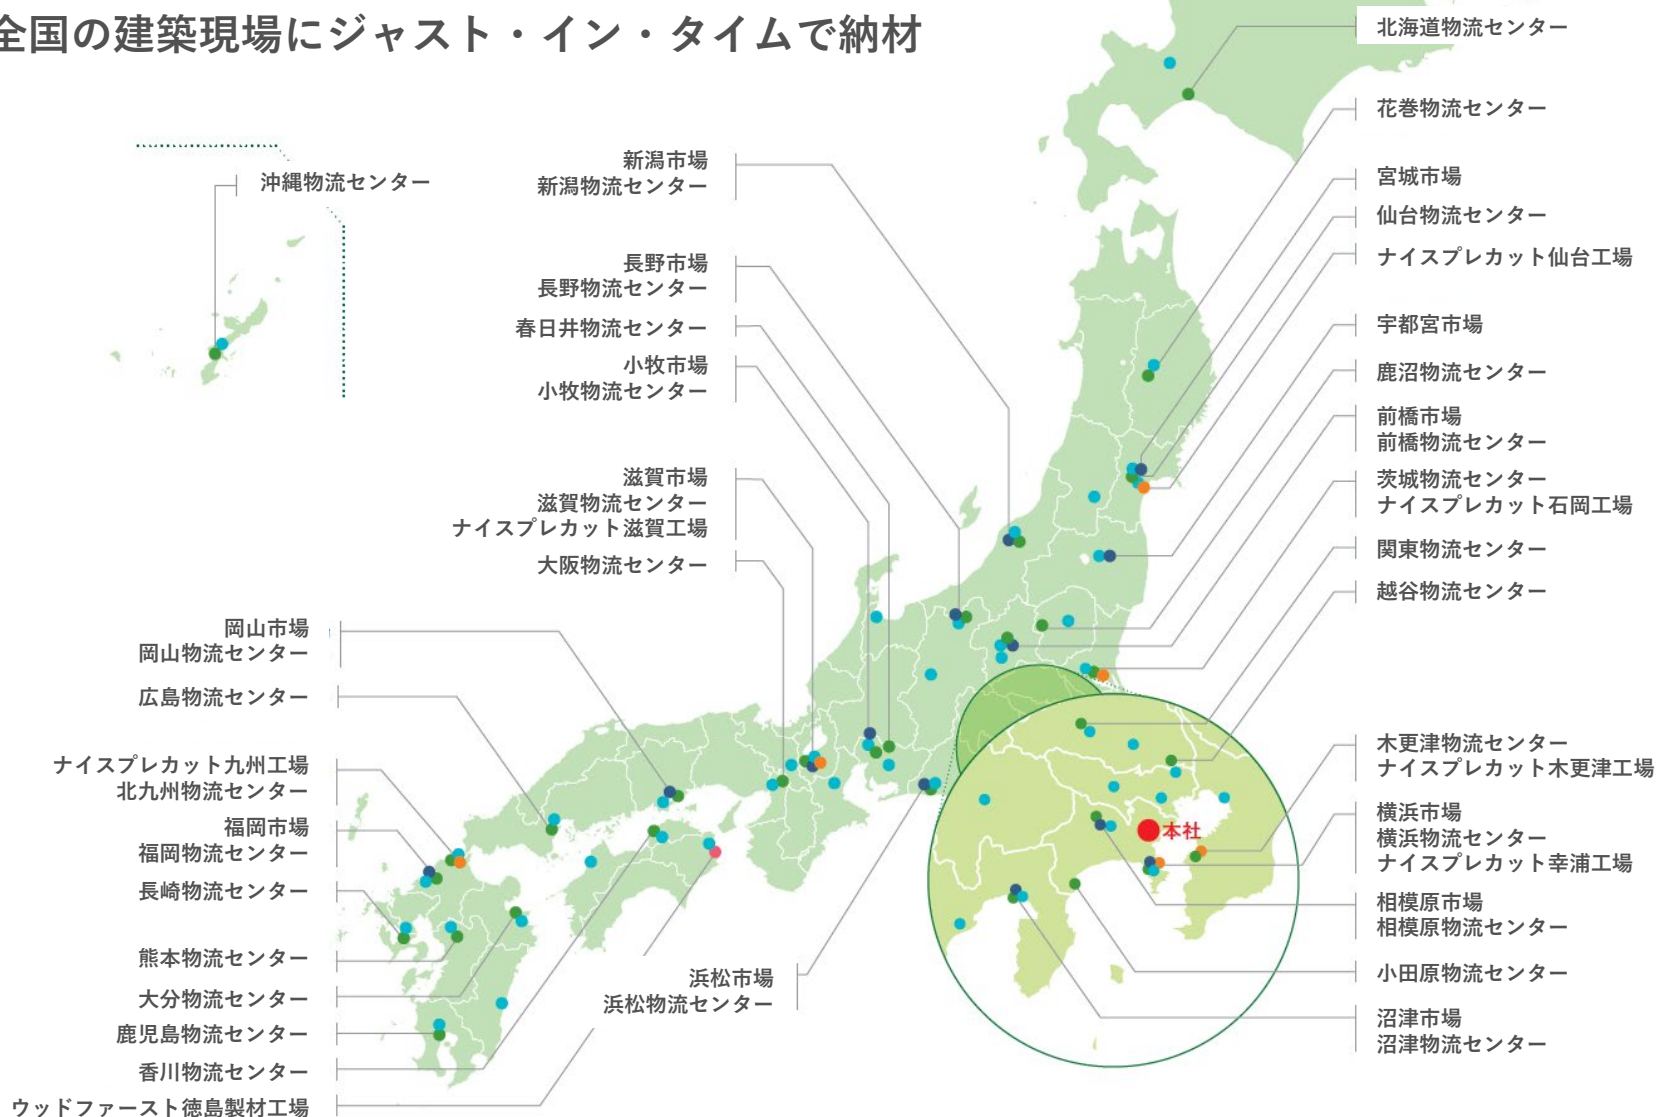 全国の建築現場にジャスト・イン・タイムで納材
沖縄物流センター
新潟市場
新潟物流センター
長野市場
長野物流センター
春日井物流センター
小牧市場
小牧物流センター
滋賀市場
滋賀物流センター
ナイスプレカット滋賀工場
大阪物流センター
岡山市場
岡山物流センター
広島物流センター
ナイスプレカット九州工場
北九州物流センター
福岡市場
福岡物流センター
長崎物流センター
熊本物流センター
大分物流センター
鹿児島物流センター
香川物流センター
ウッドファースト徳島製材工場
浜松市場
浜松物流センター
北海道物流センター
花巻物流センター
宮城市場
仙台物流センター
ナイスプレカット仙台工場
宇都宮市場
鹿沼物流センター
前橋市場
前橋物流センター
茨城物流センター
ナイスプレカット石岡工場
関東物流センター
越谷物流センター
木更津物流センター
ナイスプレカット木更津工場
横浜市場
横浜物流センター
ナイスプレカット幸浦工場
相模原市場
相模原物流センター
小田原物流センター
沼津市場
沼津物流センター
本社